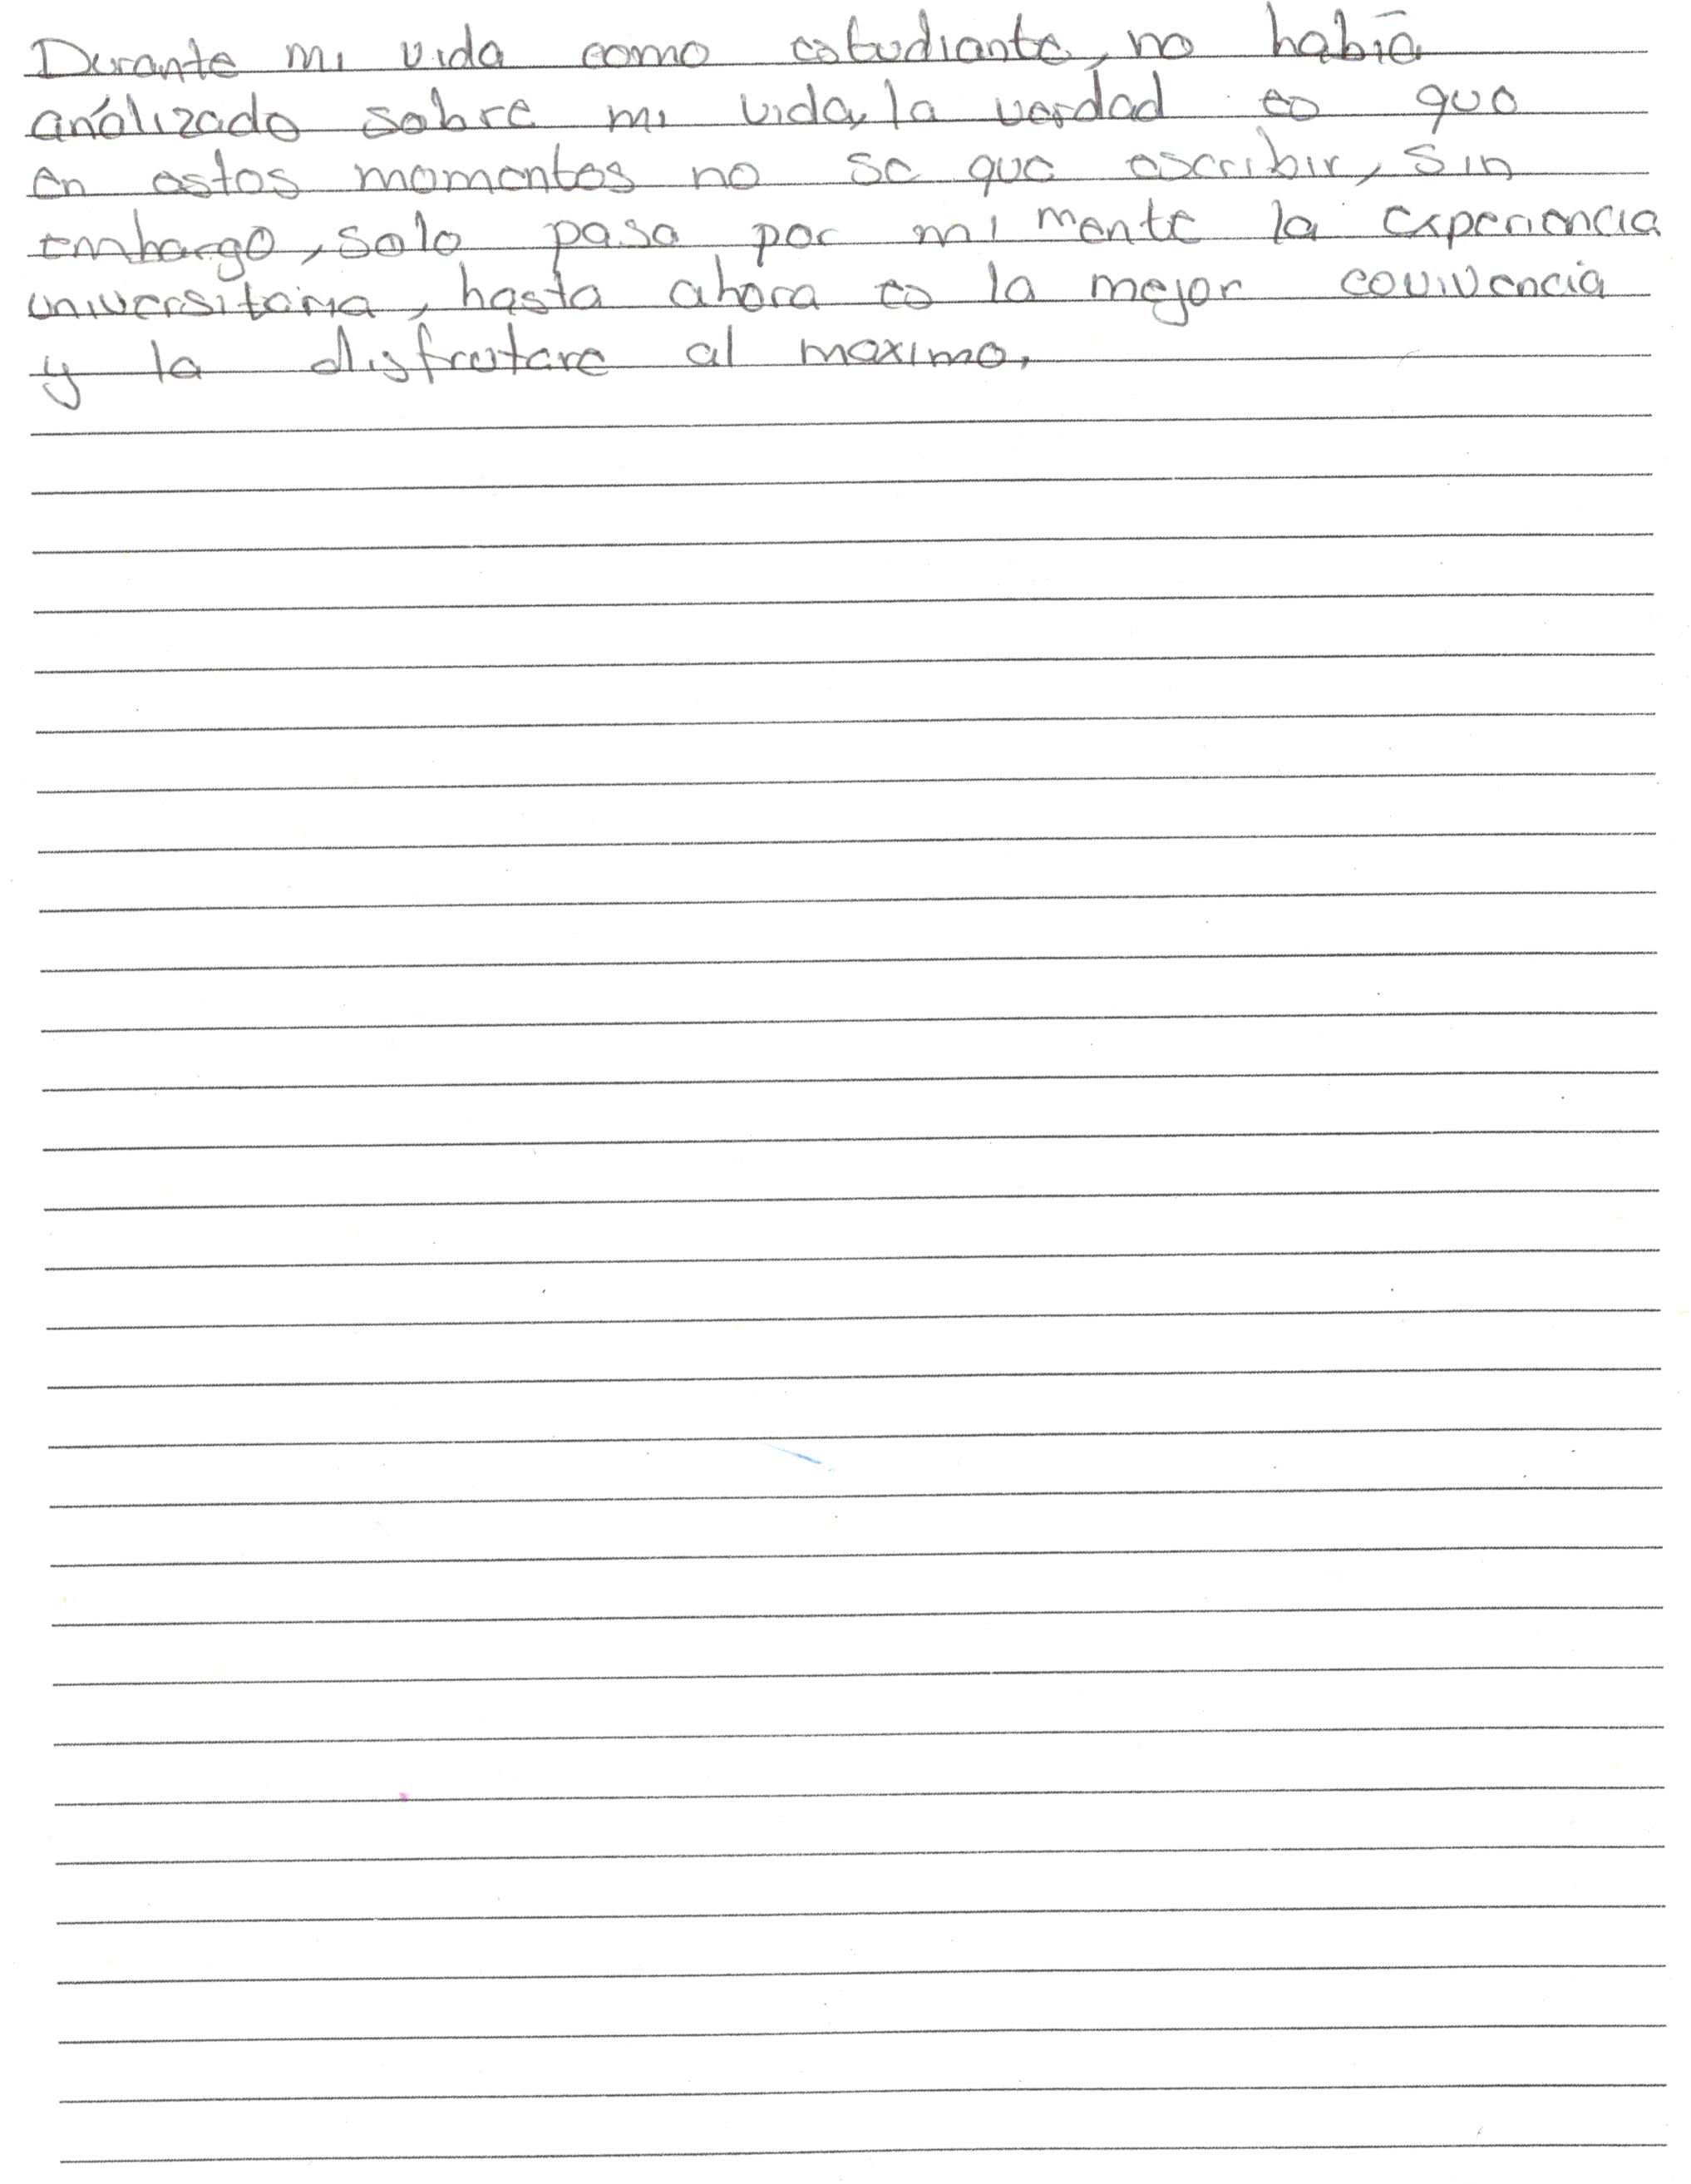 Durante mi vida como estudiante, no había
análizado sobre mi vida, la verdad es que
en estos momentos no se que escribir, sin
embargo, solo pasa por mi mente la experiencia
universitaria, hasta ahora es la mejor covivencia
y la disfrutare al maximo.